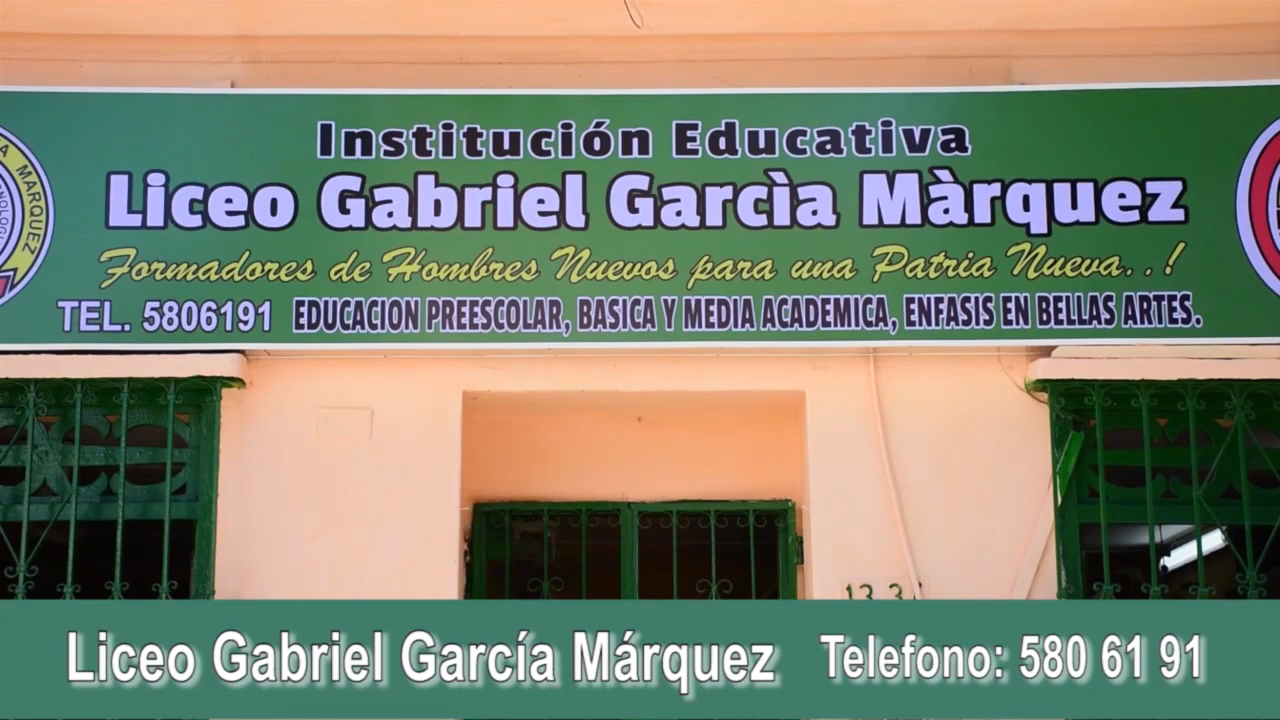 Institución Educativa
Liceo Gabriel Garcìa Màrquez
Formadores de Hombres Nuevos para una Patria Nueva..!
TEL. 5806191 EDUCACION PREESCOLAR, BASICA Y MEDIA ACADEMICA, ENFASIS EN BELLAS ARTES.
MARQUEZ
Liceo Gabriel García Márquez Telefono: 580 61 91